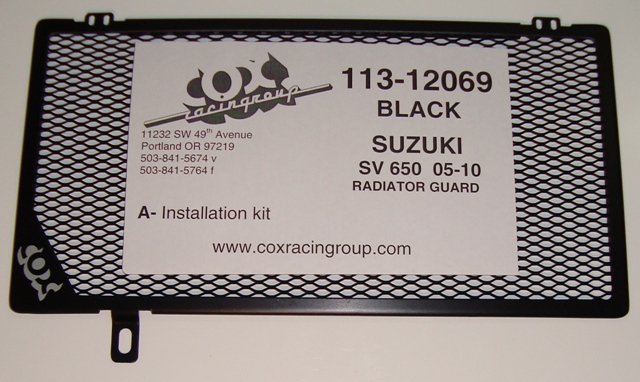 COX
racingroup
113-12069
BLACK
11232 SW 49th Avenue
Portland OR 97219
503-841-5674 v
503-841-5764 f
SUZUKI
SV 650 05-10
RADIATOR GUARD
A- Installation kit
www.coxracingroup.com
COX